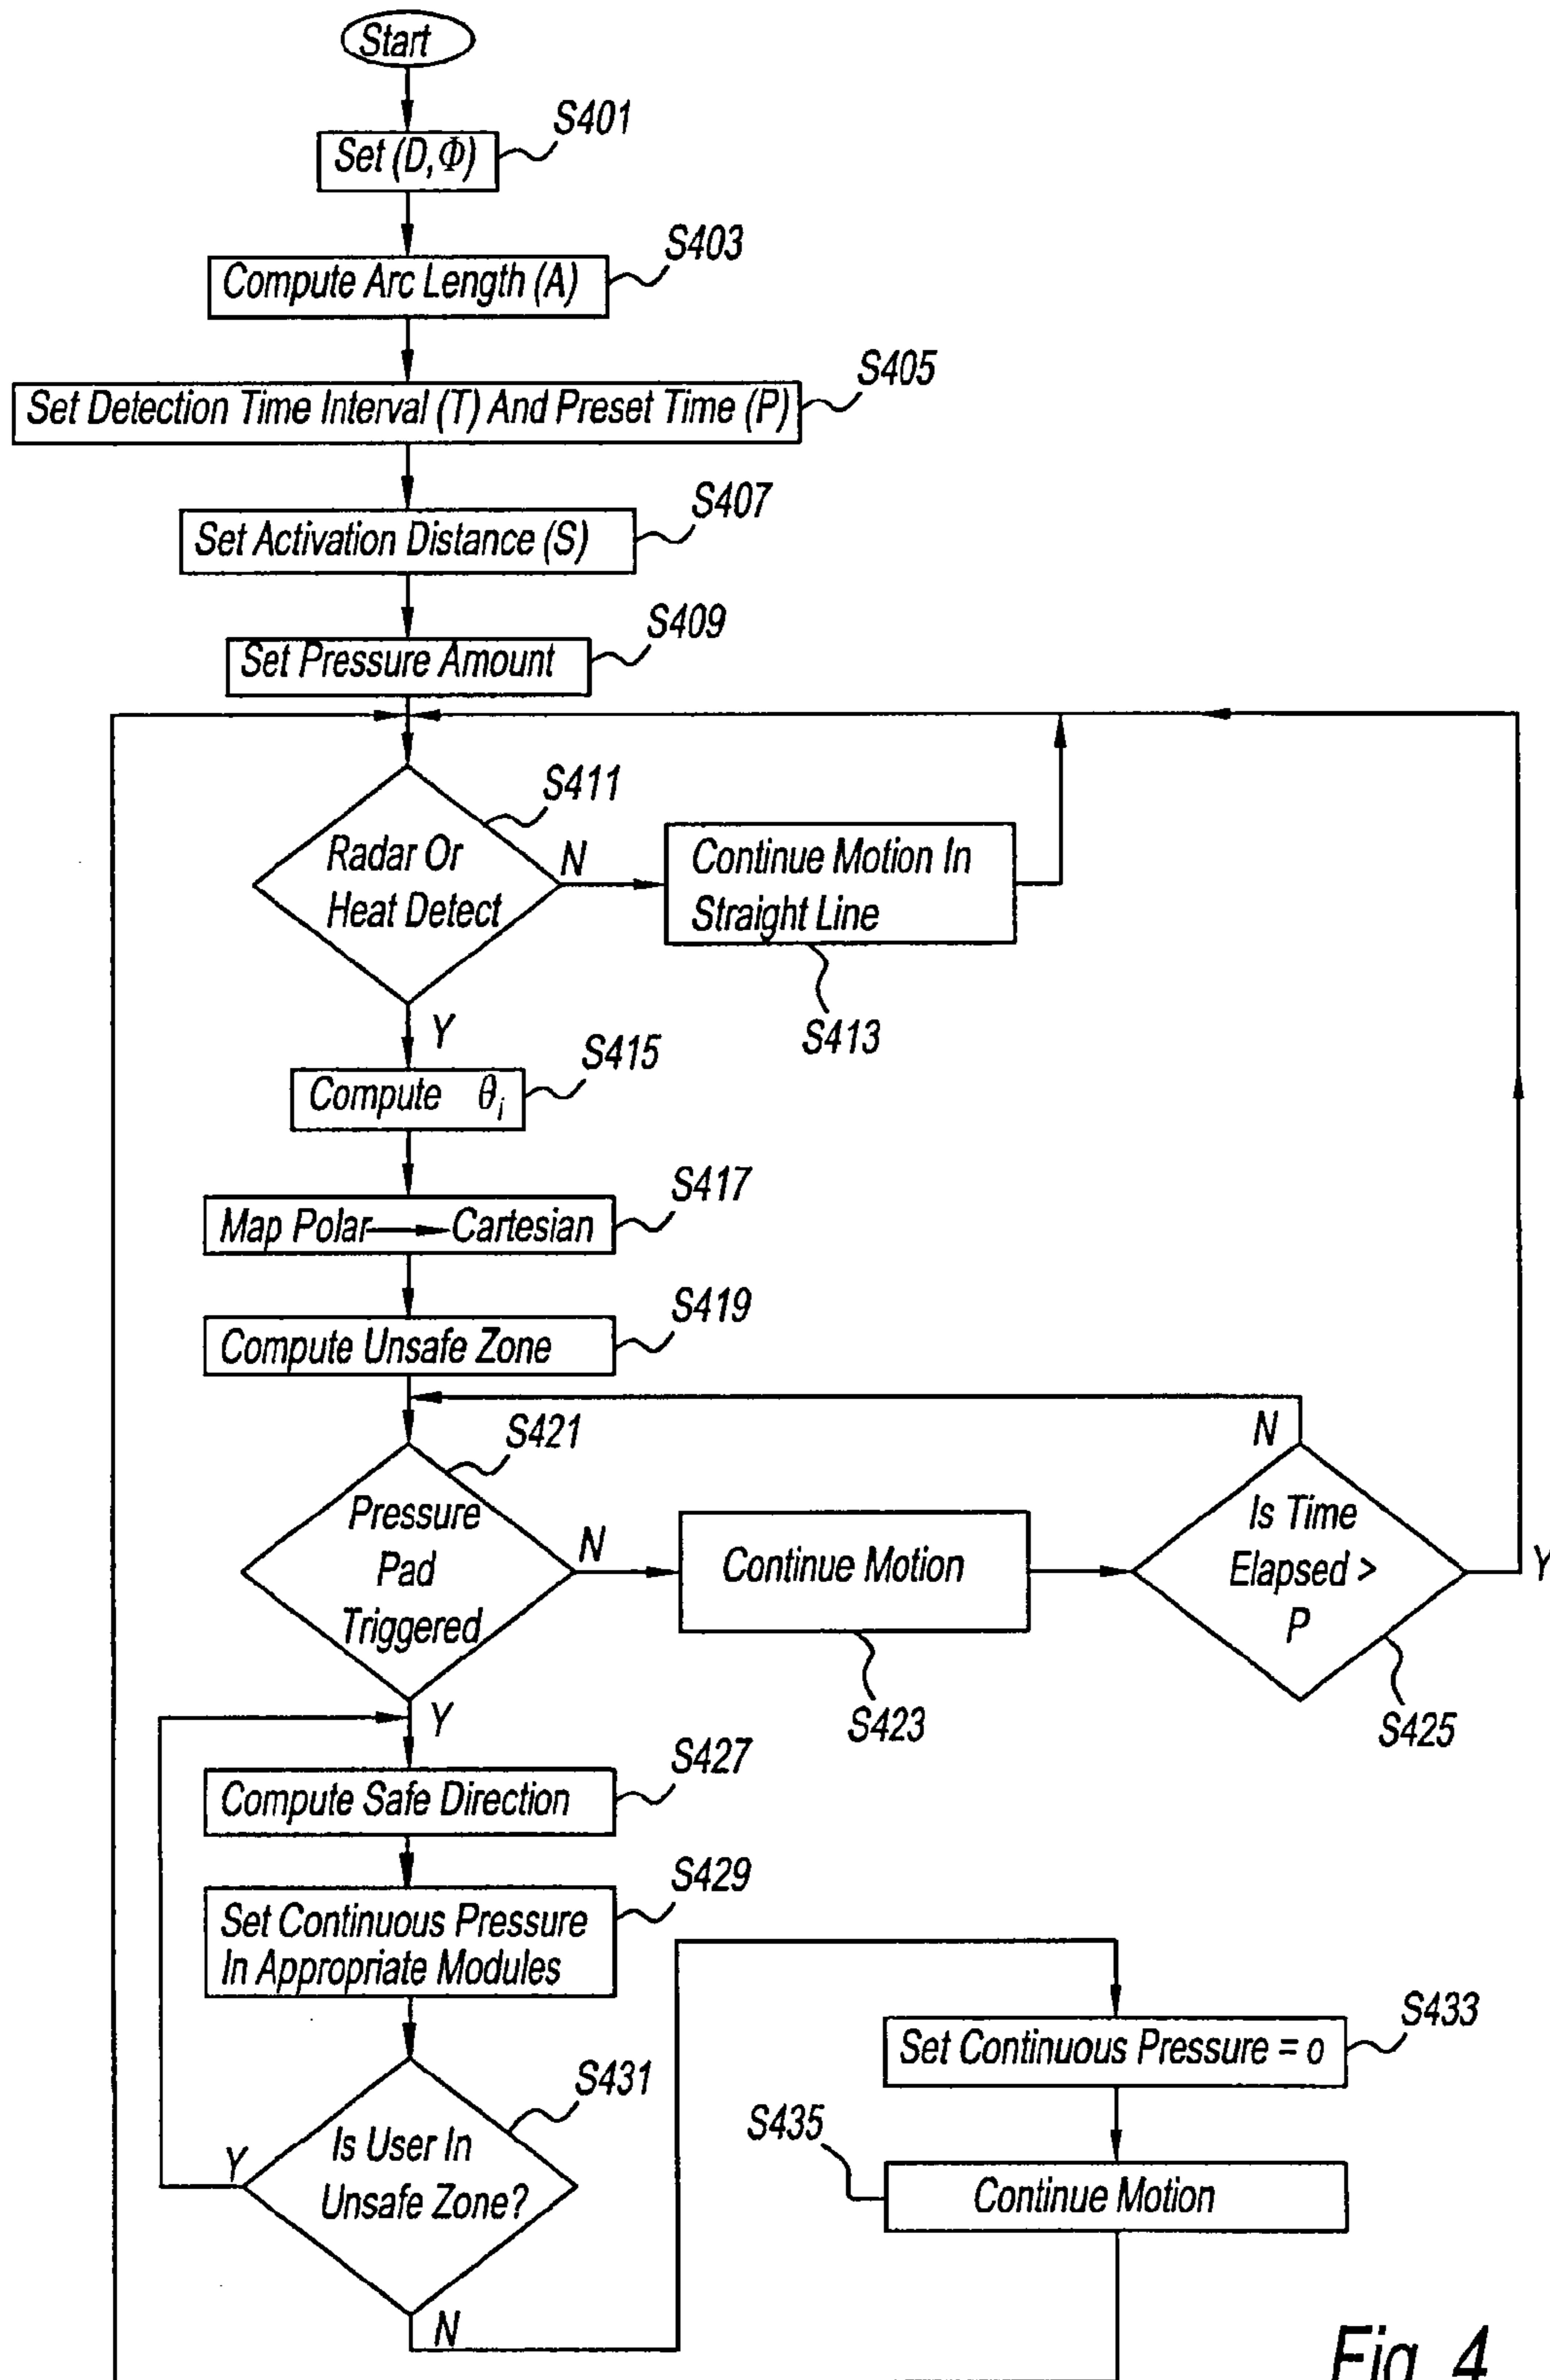 Start
Set (D,Φ)
S401
Compute Arc Length (A)
S403
Set Detection Time Interval (T) And Preset Time (P)
S405
Set Activation Distance (S)
S407
Set Pressure Amount
S409
Radar Or
Heat Detect
S411
N
Y
Continue Motion In
Straight Line
S413
Compute θi
S415
Map Polar→Cartesian
S417
Compute Unsafe Zone
S419
Pressure
Pad
Triggered
S421
N
Y
Continue Motion
S423
Is Time
Elapsed >
P
N
Y
S425
Compute Safe Direction
S427
Set Continuous Pressure
In Appropriate Modules
S429
Is User In
Unsafe Zone?
S431
Y
N
Set Continuous Pressure = o
S433
Continue Motion
S435
Fig. 4